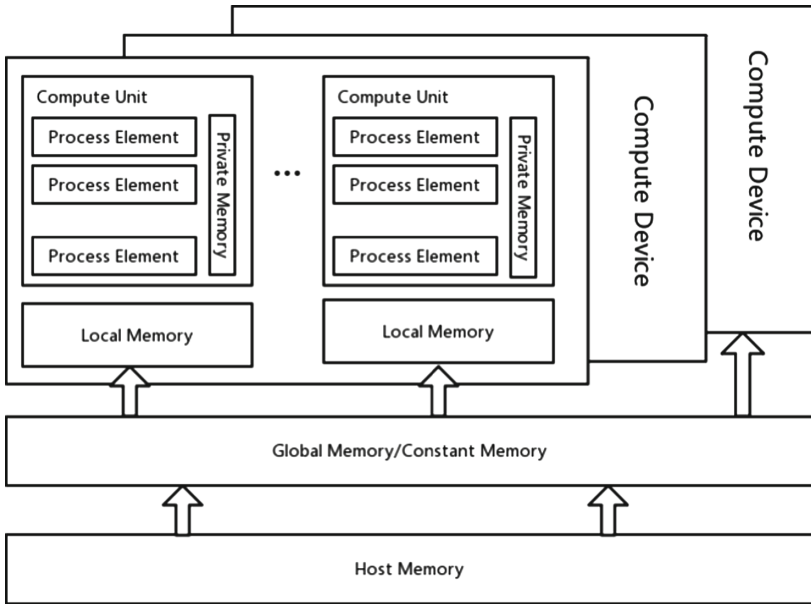 Compute Unit
Process Element
Process Element
Process Element
Private Memory
Local Memory
...
Compute Unit
Process Element
Process Element
Process Element
Private Memory
Local Memory
Compute Device
Compute Device
Global Memory/Constant Memory
Host Memory